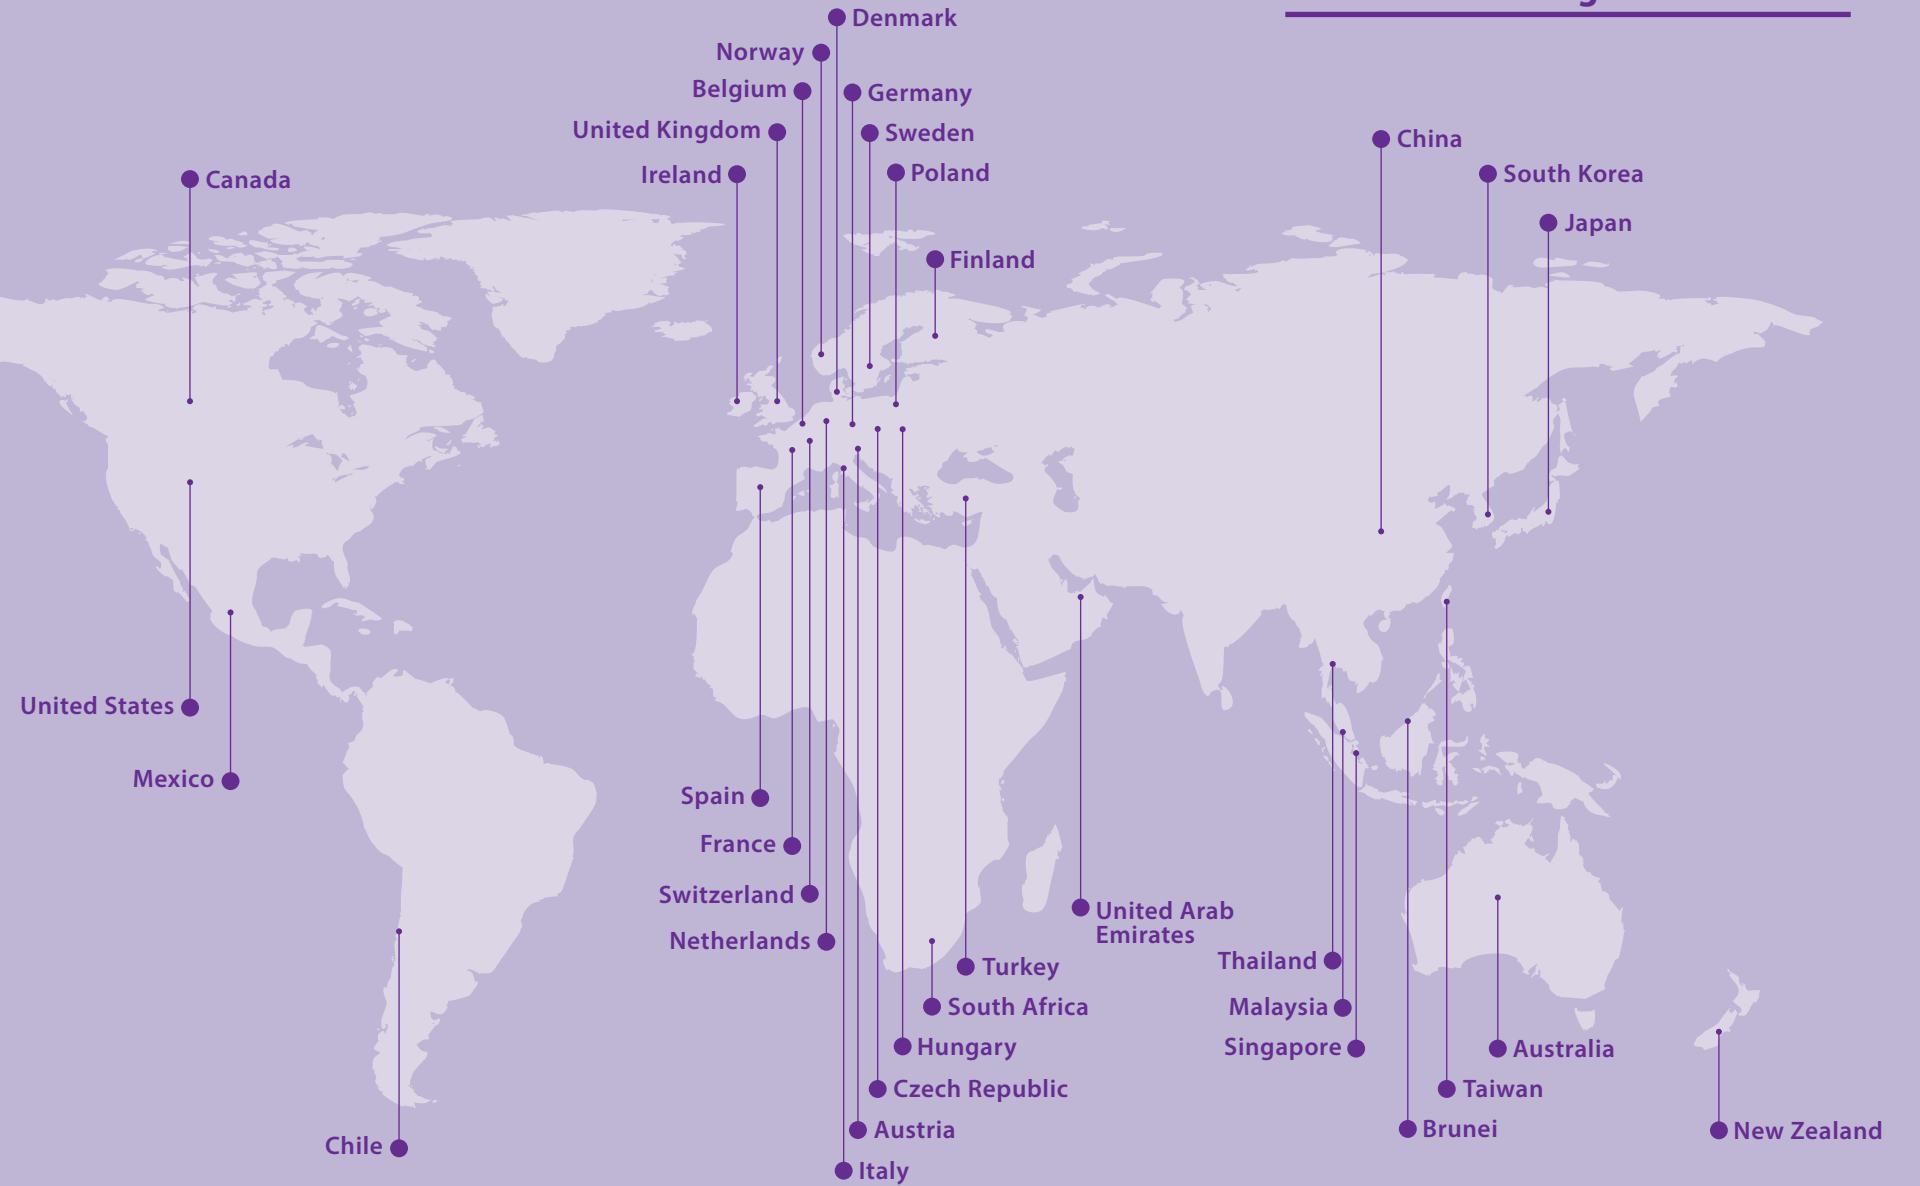 Denmark
Norway
Belgium
Germany
United Kingdom
Sweden
China
Ireland
Poland
South Korea
Canada
Japan
Finland
United States
Mexico
Spain
France
Switzerland
United Arab
Emirates
Netherlands
Thailand
Turkey
South Africa
Malaysia
Hungary
Singapore
Australia
Czech Republic
Taiwan
Austria
Brunei
New Zealand
Chile
Italy